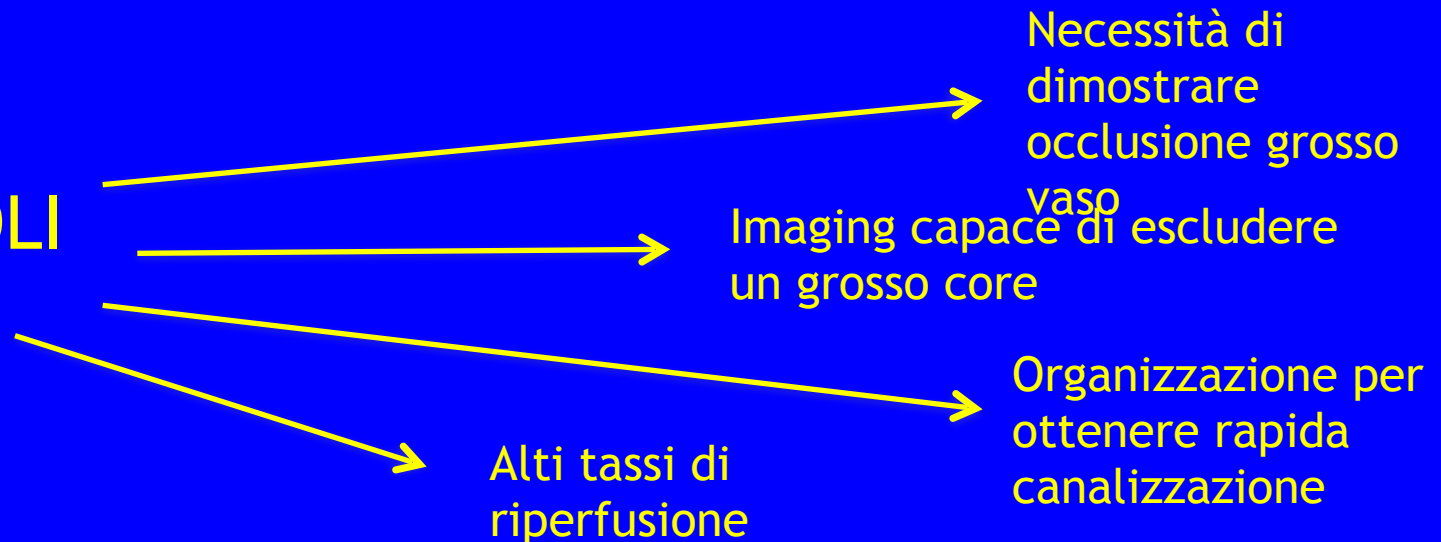 OLI
Necessità di
dimostrare
occlusione grosso
vaso
Imaging capace di escludere
un grosso core
Organizzazione per
ottenere rapida
canalizzazione
Alti tassi di
riperfusione